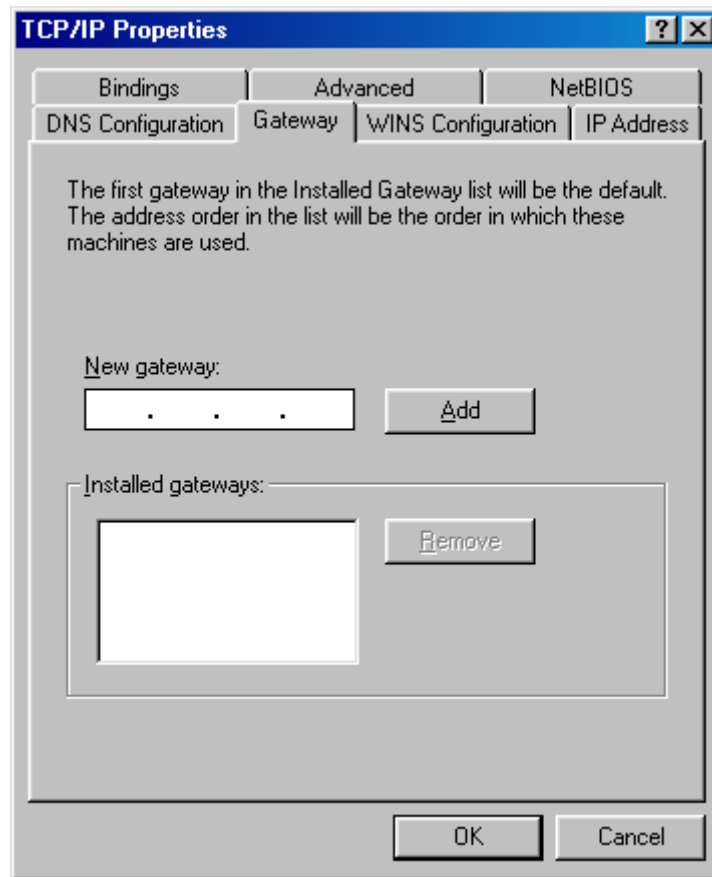 TCP/IP Properties
Bindings
Advanced
NetBIOS
DNS Configuration
Gateway
WINS Configuration
IP Address
The first gateway in the Installed Gateway list will be the default.
The address order in the list will be the order in which these
machines are used.
New gateway:
. . .
Add
Installed gateways:
Remove
OK
Cancel